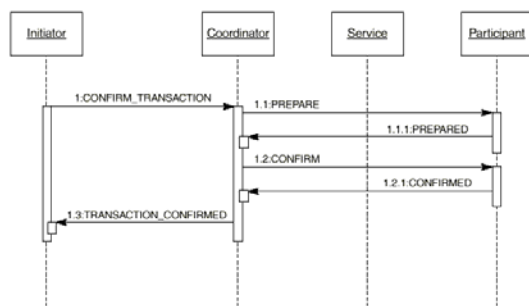 Initiator
Coordinator
Service
Participant
1:CONFIRM_TRANSACTION
1.1:PREPARE
1.1.1:PREPARED
1.2:CONFIRM
1.2.1:CONFIRMED
1.3:TRANSACTION_CONFIRMED